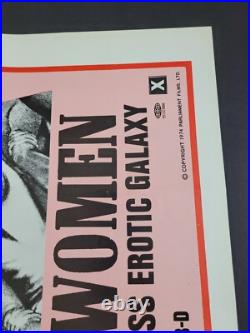 WOMEN
SS EROTIC GALAXY
-D
X
© COPYRIGHT 1974 PARLIAMENT FILMS, LTD.